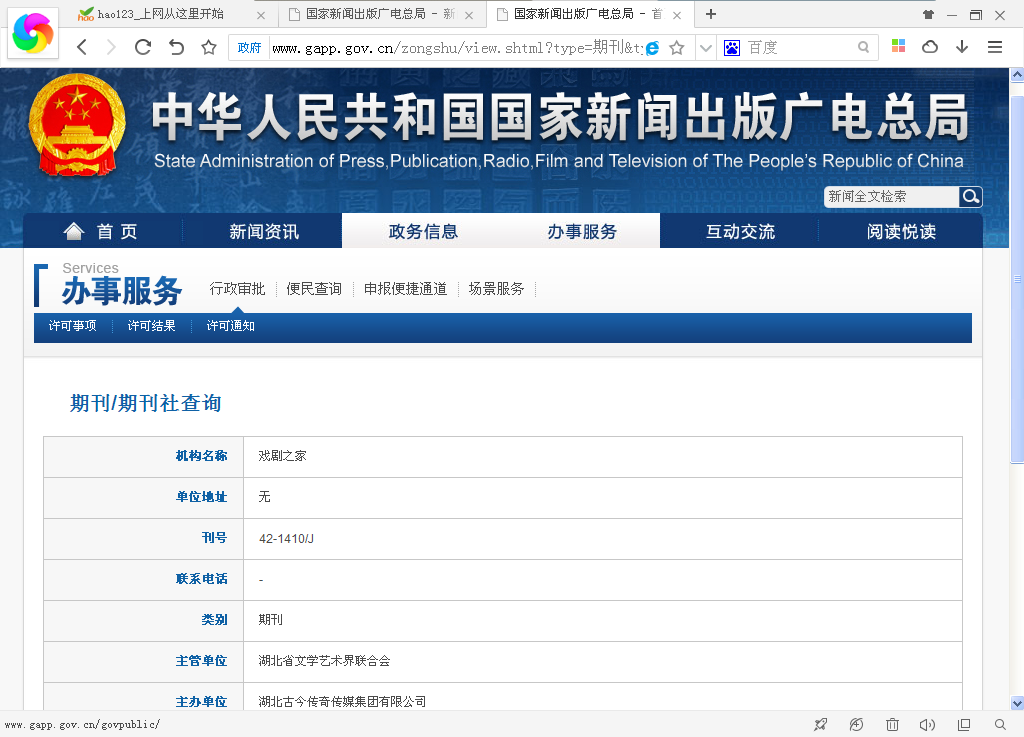 hao123_上网从这里开始
国家新闻出版广电总局 - 新
国家新闻出版广电总局 - 首
政府 www.gapp.gov.cn/zongshu/view.shtml?type=期刊&ty
百度
中华人民共和国国家新闻出版广电总局
State Administration of Press,Publication,Radio,Film and Television of The People's Republic of China
新闻全文检索
首 页 新闻资讯 政务信息 办事服务 互动交流 阅读悦读
Services
办事服务 行政审批 便民查询 申报便捷通道 场景服务
许可事项 许可结果 许可通知
期刊/期刊社查询
机构名称 戏剧之家
单位地址 无
刊号 42-1410/J
联系电话 -
类别 期刊
主管单位 湖北省文学艺术界联合会
主办单位 湖北古今传奇传媒集团有限公司
www.gapp.gov.cn/govpublic/